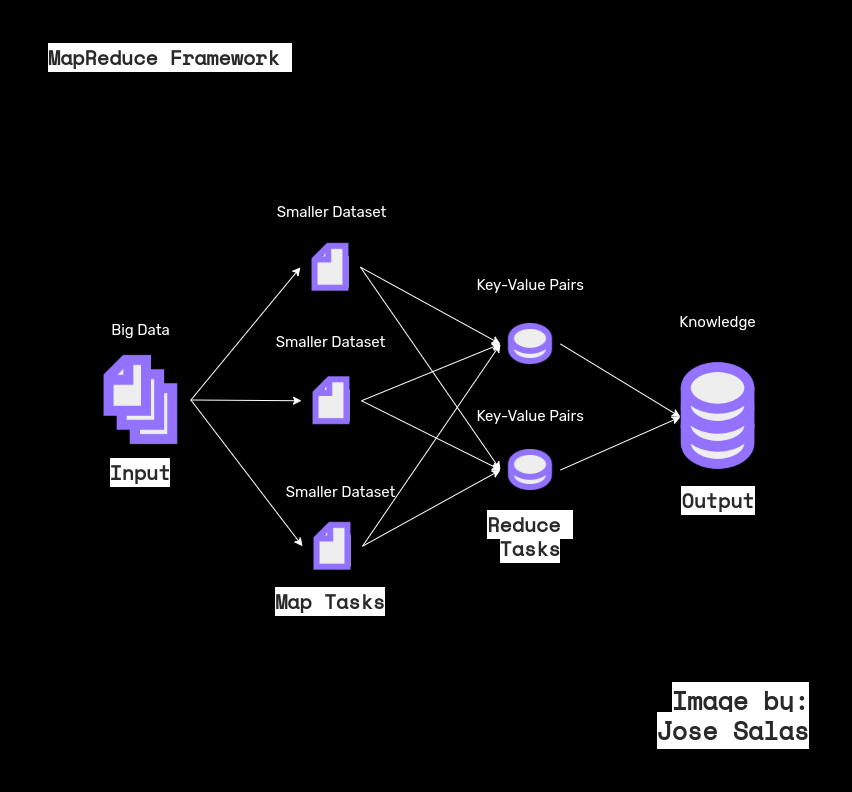 MapReduce Framework
Smaller Dataset
Key-Value Pairs
Big Data
Smaller Dataset
Knowledge
Key-Value Pairs
Input
Smaller Dataset
Output
Reduce
Tasks
Map Tasks
Image by:
Jose Salas